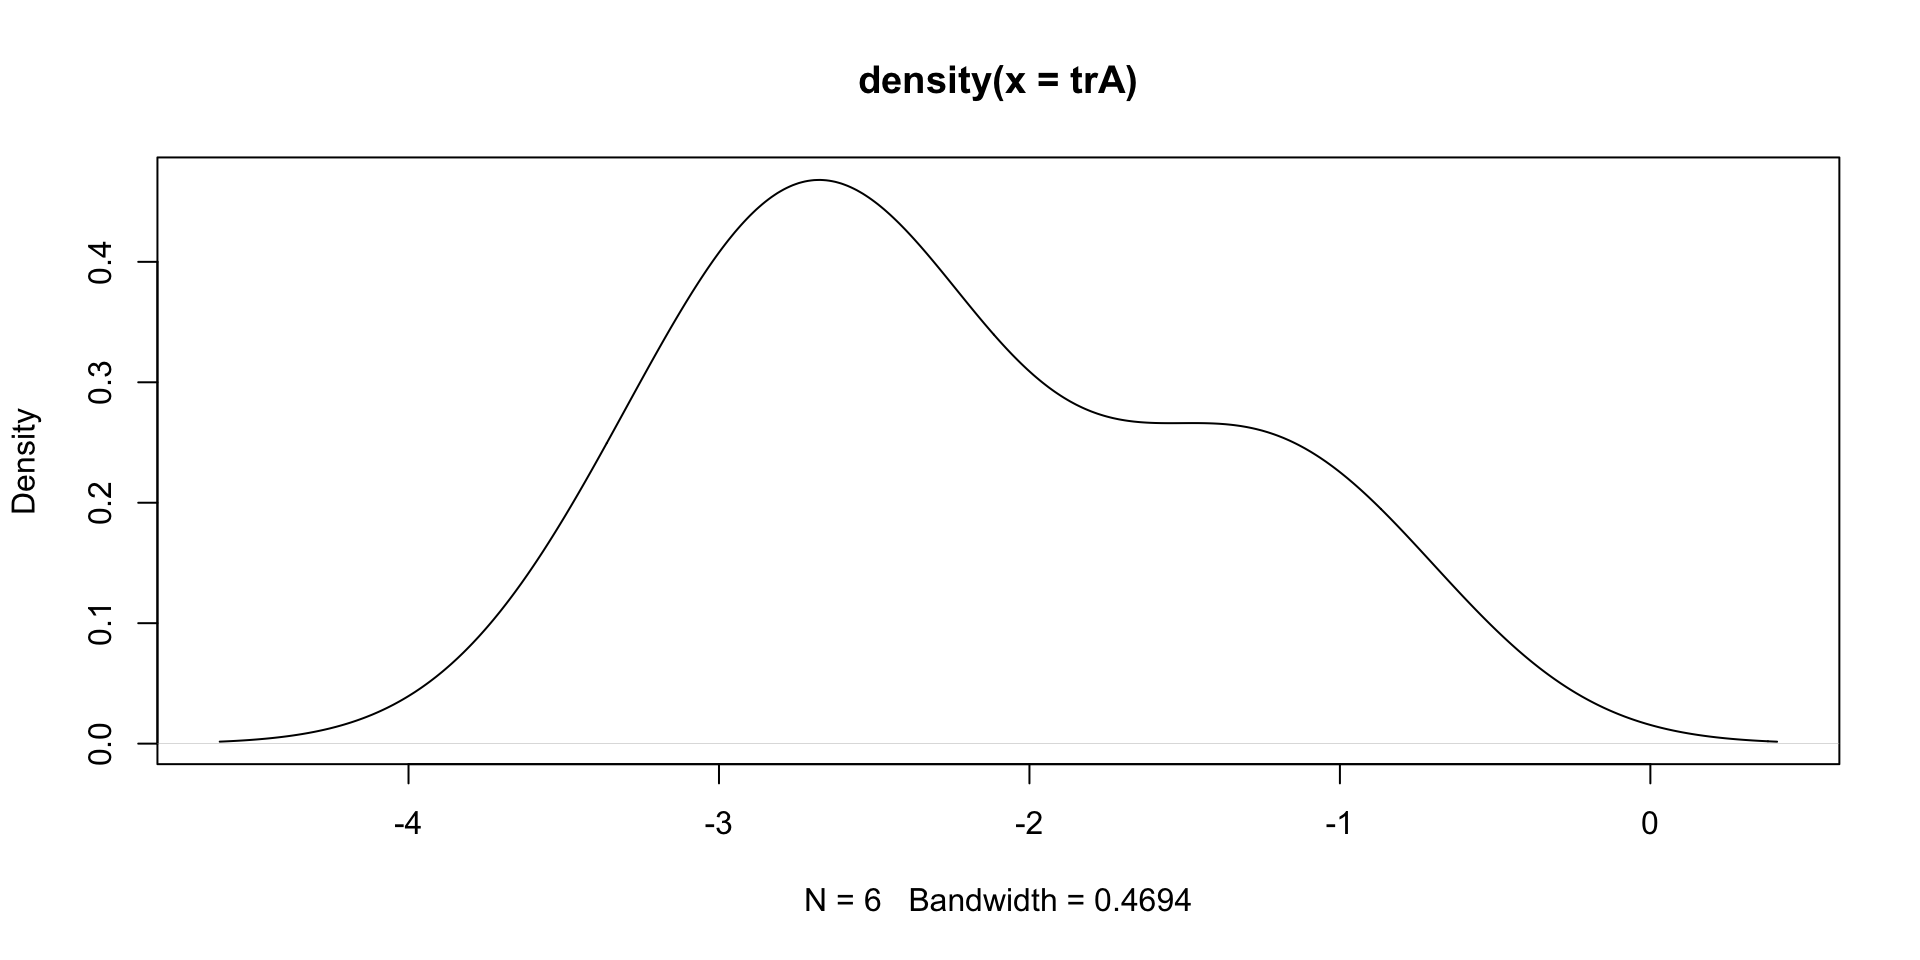 density(x = trA)
Density
0.4
0.3
0.2
0.1
0.0
-4 -3 -2 -1 0
N = 6 Bandwidth = 0.4694